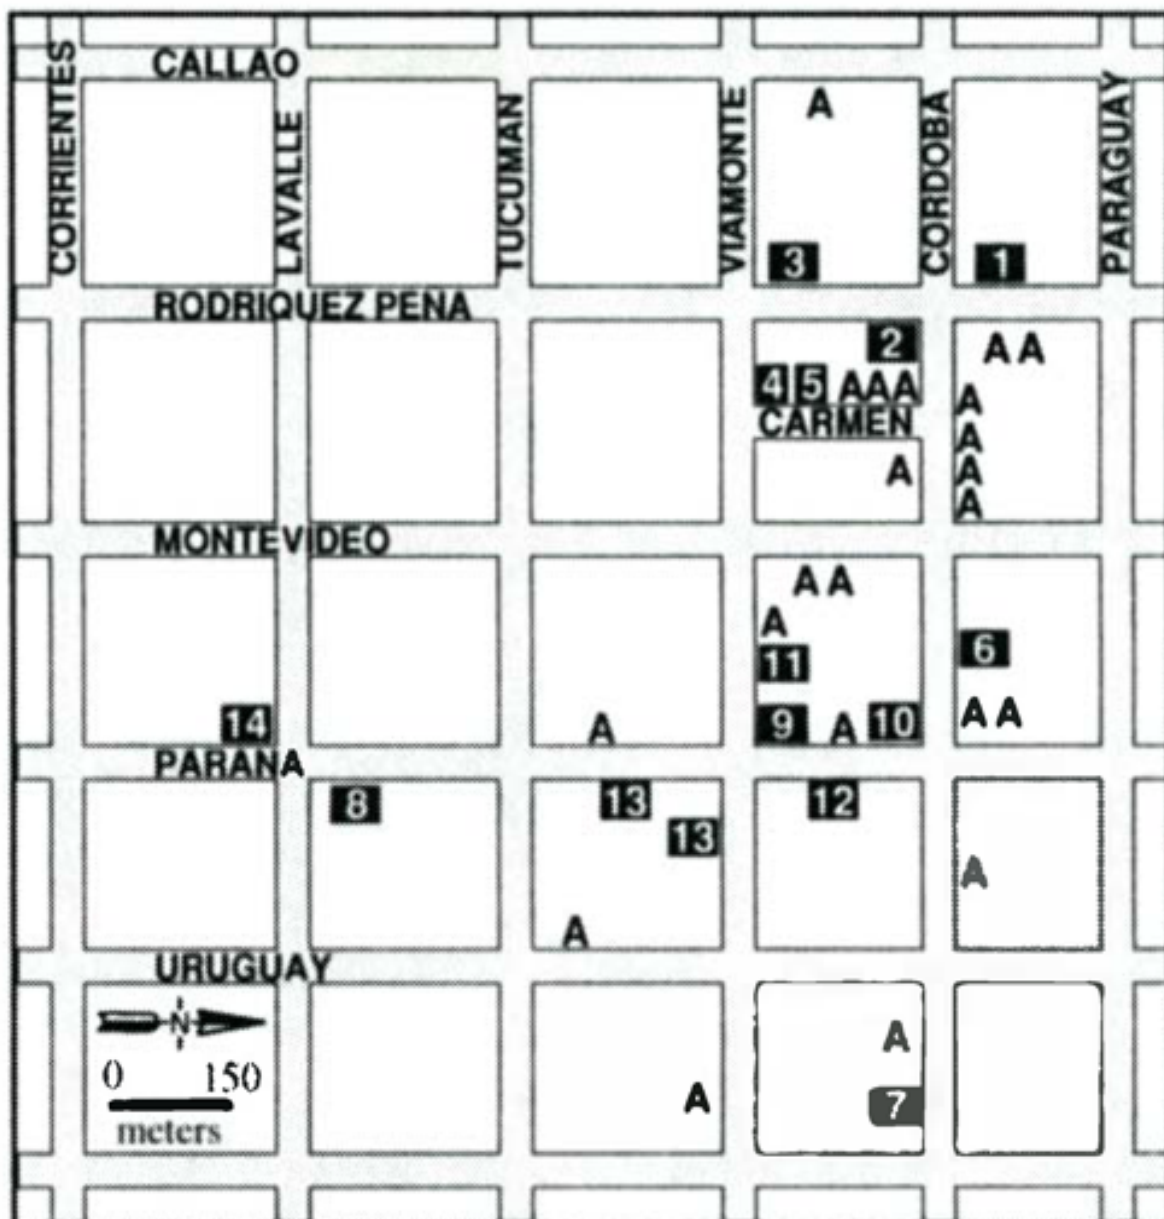 CALLAO
CORRIENTES
LAVALLE
TUCUMAN
VIAMONTE
CORDOBA
PARAGUAY
A
3
1
RODRIQUEZ PENA
2
A A
4 5 AAA
A
CARMEN
A
A
A
A
MONTEVIDEO
A A
A
11
6
14
A
9
A
10
A A
PARANA
8
13
12
13
A
A
URUGUAY
N
A
0 150
meters
A
7